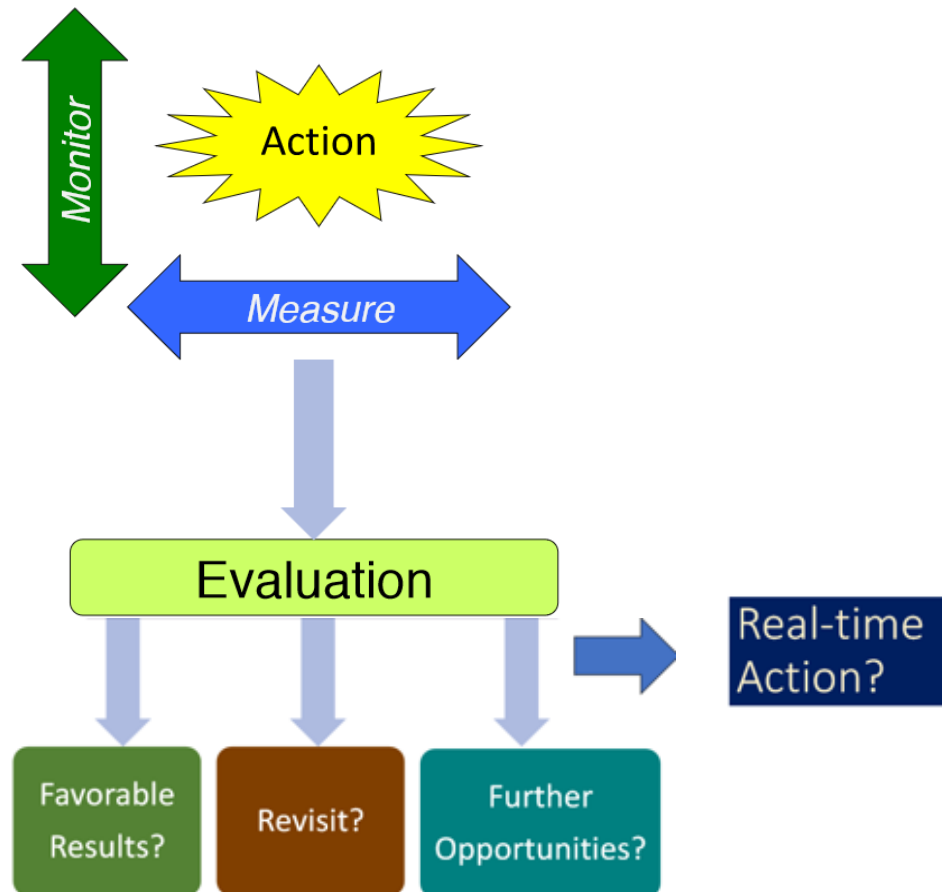 Monitor
Action
Measure
Evaluation
Real-time
Action?
Favorable
Results?
Revisit?
Further
Opportunities?